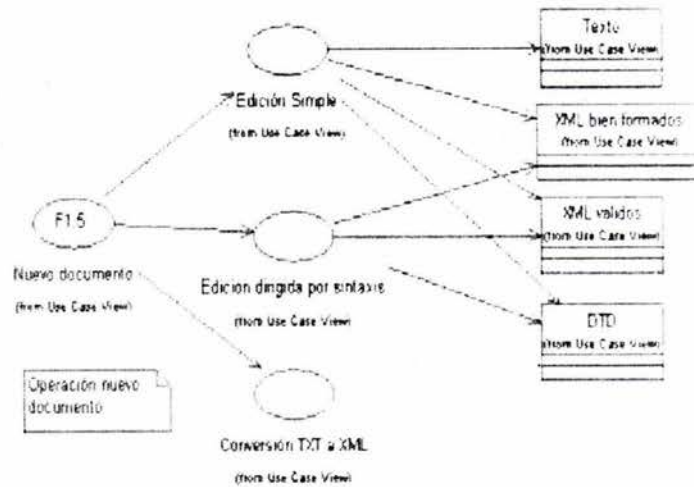 Texto
(from Use Case View)
Edición Simple
(from Use Case View)
XML bien formados
(from Use Case View)
F1.5
Nuevo documento
(from Use Case View)
Edición dirigida por sintaxis
(from Use Case View)
XML validos
(from Use Case View)
DTD
(from Use Case View)
Operación nuevo
documento
Conversión TXT a XML
(from Use Case View)